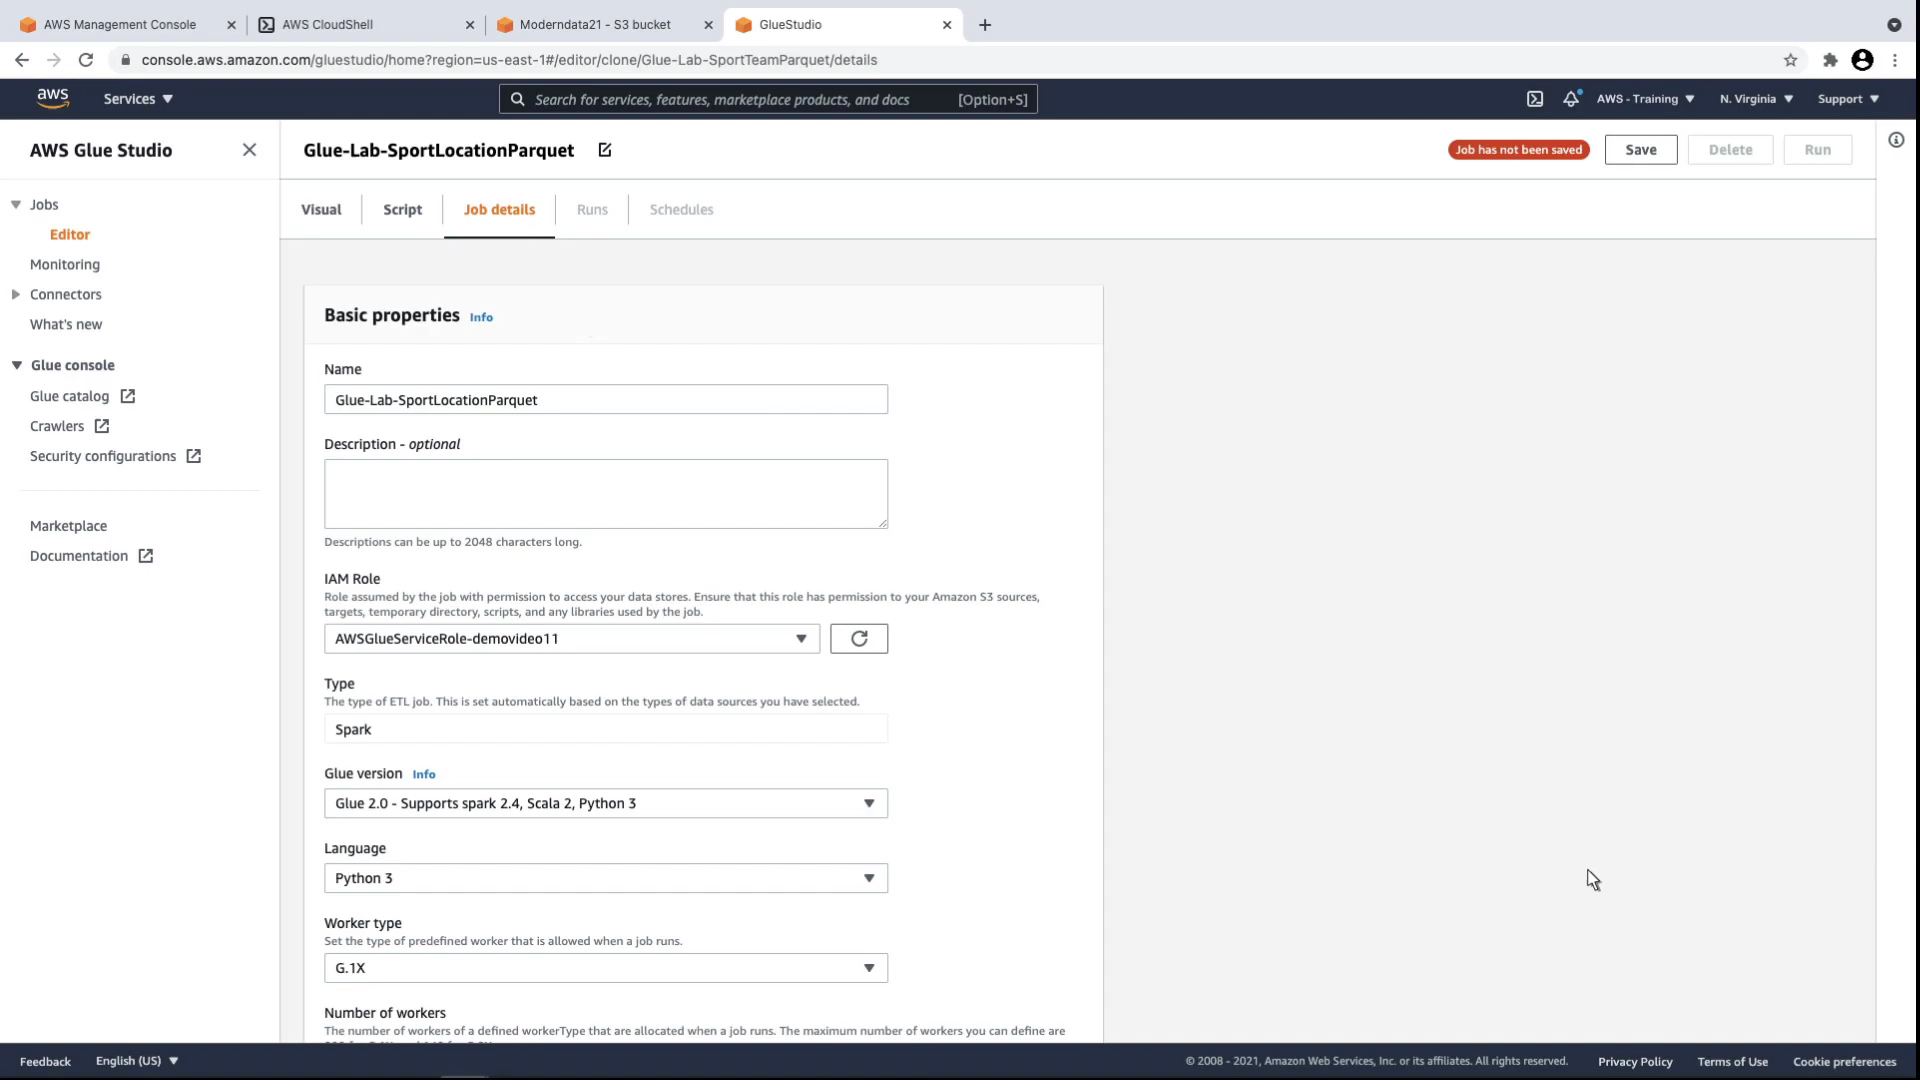 AWS Management Console
AWS CloudShell
Moderndata21 - S3 bucket
GlueStudio
console.aws.amazon.com/gluestudio/home?region=us-east-1#/editor/clone/Glue-Lab-SportTeamParquet/details
aws
Services
Search for services, features, marketplace products, and docs [Option+S]
AWS - Training
N. Virginia
Support
AWS Glue Studio
Glue-Lab-SportLocationParquet
Job has not been saved
Save
Delete
Run
Jobs
Editor
Monitoring
Connectors
What's new
Glue console
Glue catalog
Crawlers
Security configurations
Marketplace
Documentation
Visual
Script
Job details
Runs
Schedules
Basic properties Info
Name
Glue-Lab-SportLocationParquet
Description - optional
Descriptions can be up to 2048 characters long.
IAM Role
Role assumed by the job with permission to access your data stores. Ensure that this role has permission to your Amazon S3 sources,
targets, temporary directory, scripts, and any libraries used by the job.
AWSGlueServiceRole-demovideo11
Type
The type of ETL job. This is set automatically based on the types of data sources you have selected.
Spark
Glue version Info
Glue 2.0 - Supports spark 2.4, Scala 2, Python 3
Language
Python 3
Worker type
Set the type of predefined worker that is allowed when a job runs.
G.1X
Number of workers
The number of workers of a defined workerType that are allocated when a job runs. The maximum number of workers you can define are
Feedback
English (US)
© 2008 - 2021, Amazon Web Services, Inc. or its affiliates. All rights reserved.
Privacy Policy
Terms of Use
Cookie preferences